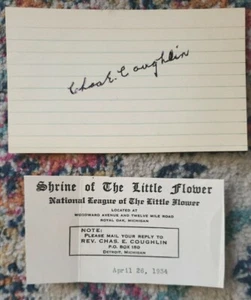 Chas E. Coughlin
Shrine of The Little Flower
National League of The Little Flower
LOCATED AT
WOODWARD AVENUE AND TWELVE MILE ROAD
ROYAL OAK, MICHIGAN
NOTE:
PLEASE MAIL YOUR REPLY TO
REV. CHAS. E. COUGHLIN
P.O. BOX 150
DETROIT, MICHIGAN
April 26, 1934